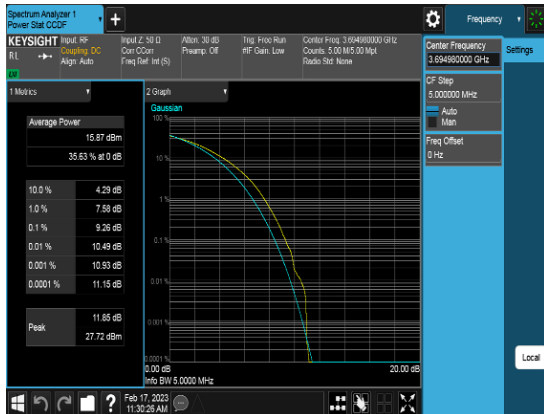 Spectrum Analyzer 1
Power Stat CCDF
+
Frequency
KEYSIGHT
Input: RF
Input Z: 50 Ω
Atten: 30 dB
Trig: Free Run
Center Freq: 3.694980000 GHz
RL
Coupling: DC
Corr CCorr
Preamp: Off
#IF Gain: Low
Counts: 5.00 M/5.00 Mpt
Align: Auto
Freq Ref: Int (S)
Radio Std: None
1 Metrics
2 Graph
Average Power
15.87 dBm
35.63 % at 0 dB
10.0 % 4.29 dB
1.0 % 7.58 dB
0.1 % 9.26 dB
0.01 % 10.49 dB
0.001 % 10.93 dB
0.0001 % 11.15 dB
Peak
11.85 dB
27.72 dBm
Gaussian
100 %
10 %
1 %
0.1 %
0.01 %
0.001 %
0.0001 %
0.00 dB
20.00 dB
Info BW 5.0000 MHz
Center Frequency
3.694980000 GHz
Settings
CF Step
5.000000 MHz
Auto
Man
Freq Offset
0 Hz
Local
?
Feb 17, 2023
11:30:26 AM